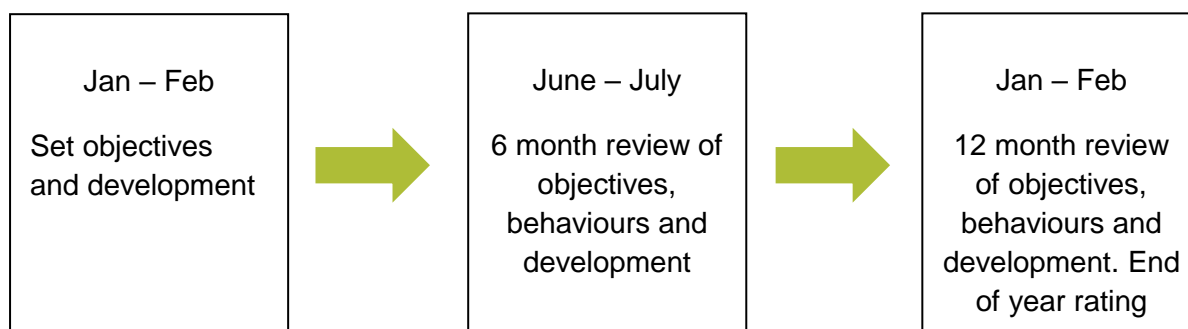 Jan – Feb
Set objectives
and development
June – July
6 month review of
objectives,
behaviours and
development
Jan – Feb
12 month review
of objectives,
behaviours and
development. End
of year rating